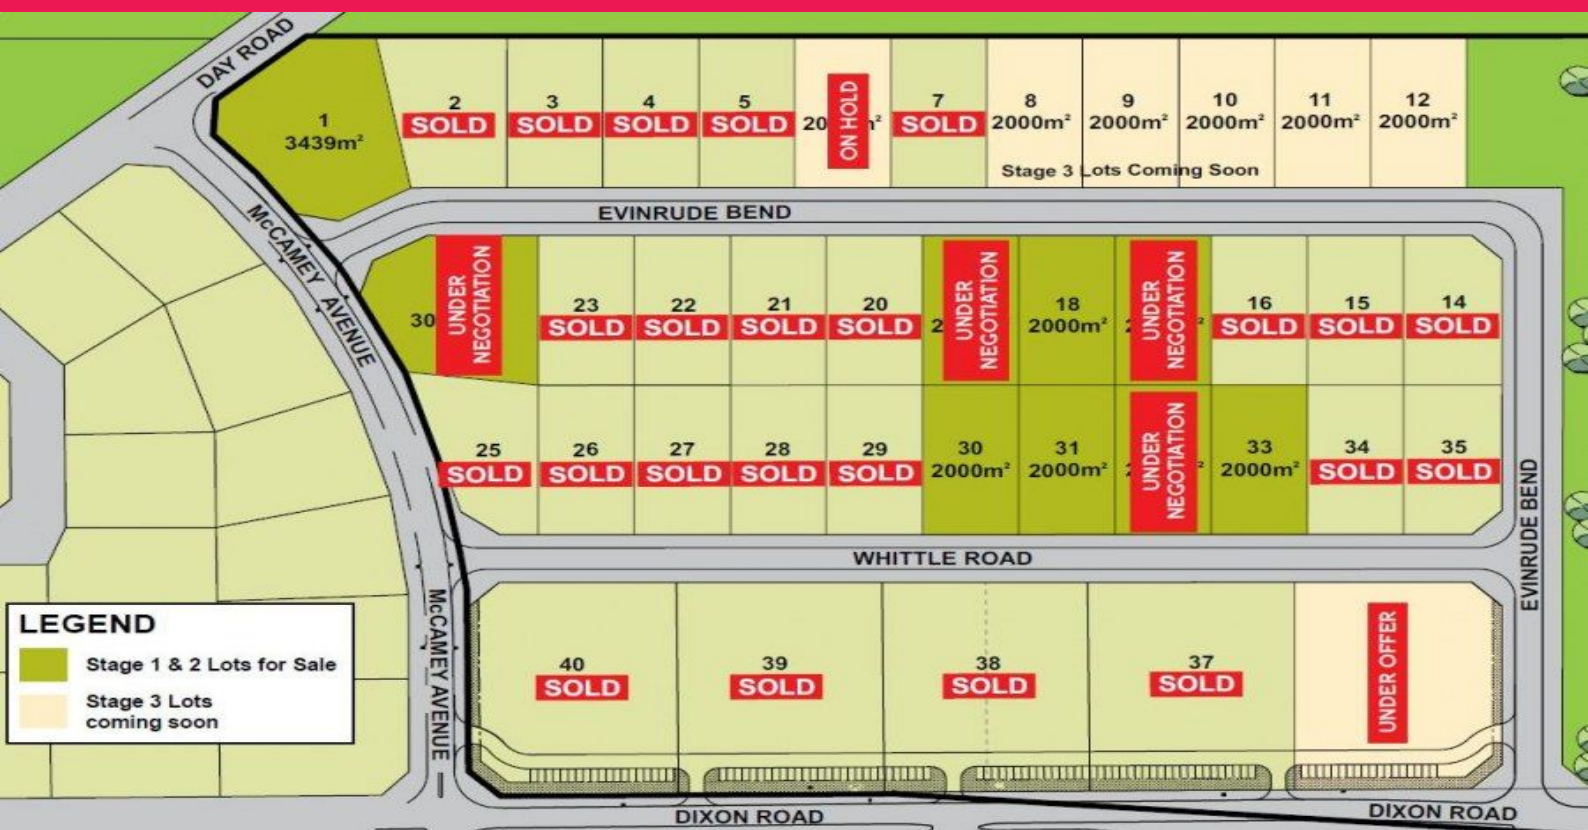 DAY ROAD
1
3439m²
2
SOLD
3
SOLD
4
SOLD
5
SOLD
ON HOLD
7
SOLD
8
2000m²
9
2000m²
10
2000m²
11
2000m²
12
2000m²
Stage 3 Lots Coming Soon
EVINRUDE BEND
McCAMEY AVENUE
30
UNDER
NEGOTIATION
23
SOLD
22
SOLD
21
SOLD
20
SOLD
UNDER
NEGOTIATION
18
2000m²
UNDER
NEGOTIATION
16
SOLD
15
SOLD
14
SOLD
25
SOLD
26
SOLD
27
SOLD
28
SOLD
29
SOLD
30
2000m²
31
2000m²
UNDER
NEGOTIATION
33
2000m²
34
SOLD
35
SOLD
EVINRUDE BEND
WHITTLE ROAD
McCAMEY AVENUE
LEGEND
Stage 1 & 2 Lots for Sale
Stage 3 Lots
coming soon
40
SOLD
39
SOLD
38
SOLD
37
SOLD
UNDER OFFER
DIXON ROAD
DIXON ROAD